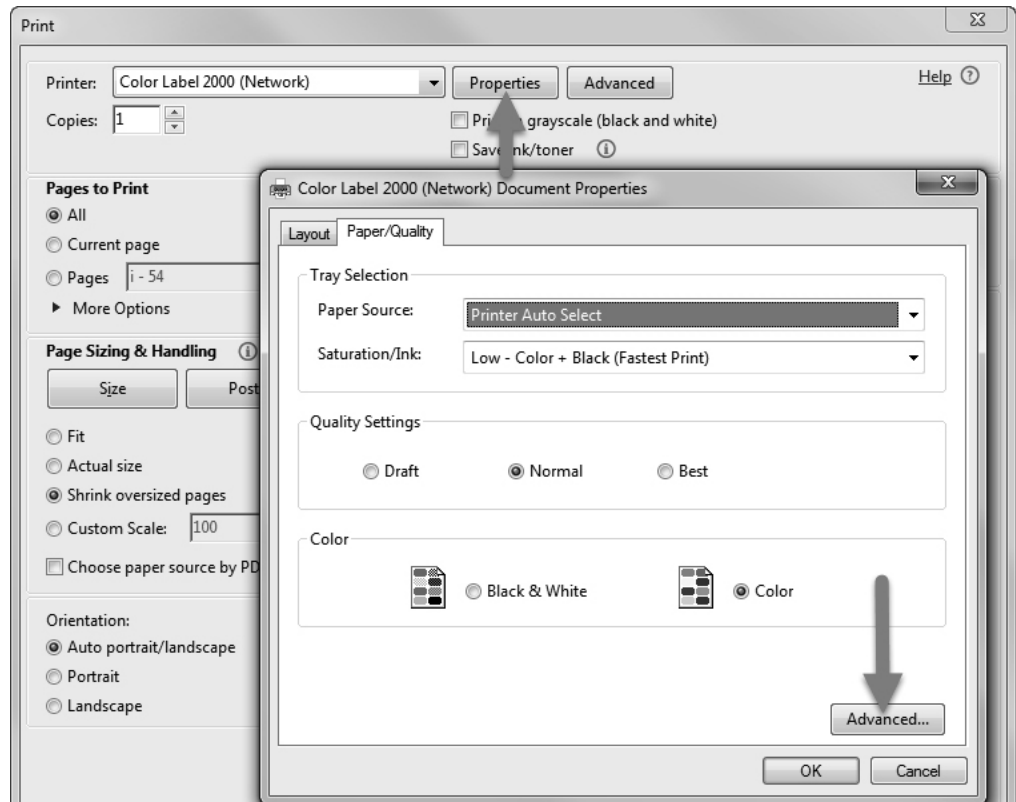 Print
Printer: Color Label 2000 (Network) Properties Advanced Help
Copies: 1 grayscale (black and white)
Save ink/toner
Pages to Print
All
Current page
Pages i - 54
More Options
Page Sizing & Handling
Size Post
Fit
Actual size
Shrink oversized pages
Custom Scale: 100
Choose paper source by PD
Orientation:
Auto portrait/landscape
Portrait
Landscape
Color Label 2000 (Network) Document Properties
Layout Paper/Quality
Tray Selection
Paper Source: Printer Auto Select
Saturation/Ink: Low - Color + Black (Fastest Print)
Quality Settings
Draft Normal Best
Color
Black & White Color
Advanced...
OK Cancel